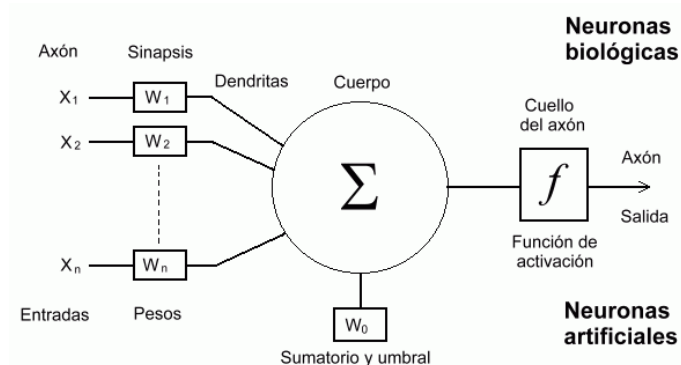 Neuronas
biológicas
Axón
Sinapsis
Dendritas
Cuerpo
Cuello
del axón
X1
W1
X2
W2
Σ
f
Axón
Salida
Xn
Wn
Función de
activación
Entradas
Pesos
W0
Sumatorio y umbral
Neuronas
artificiales